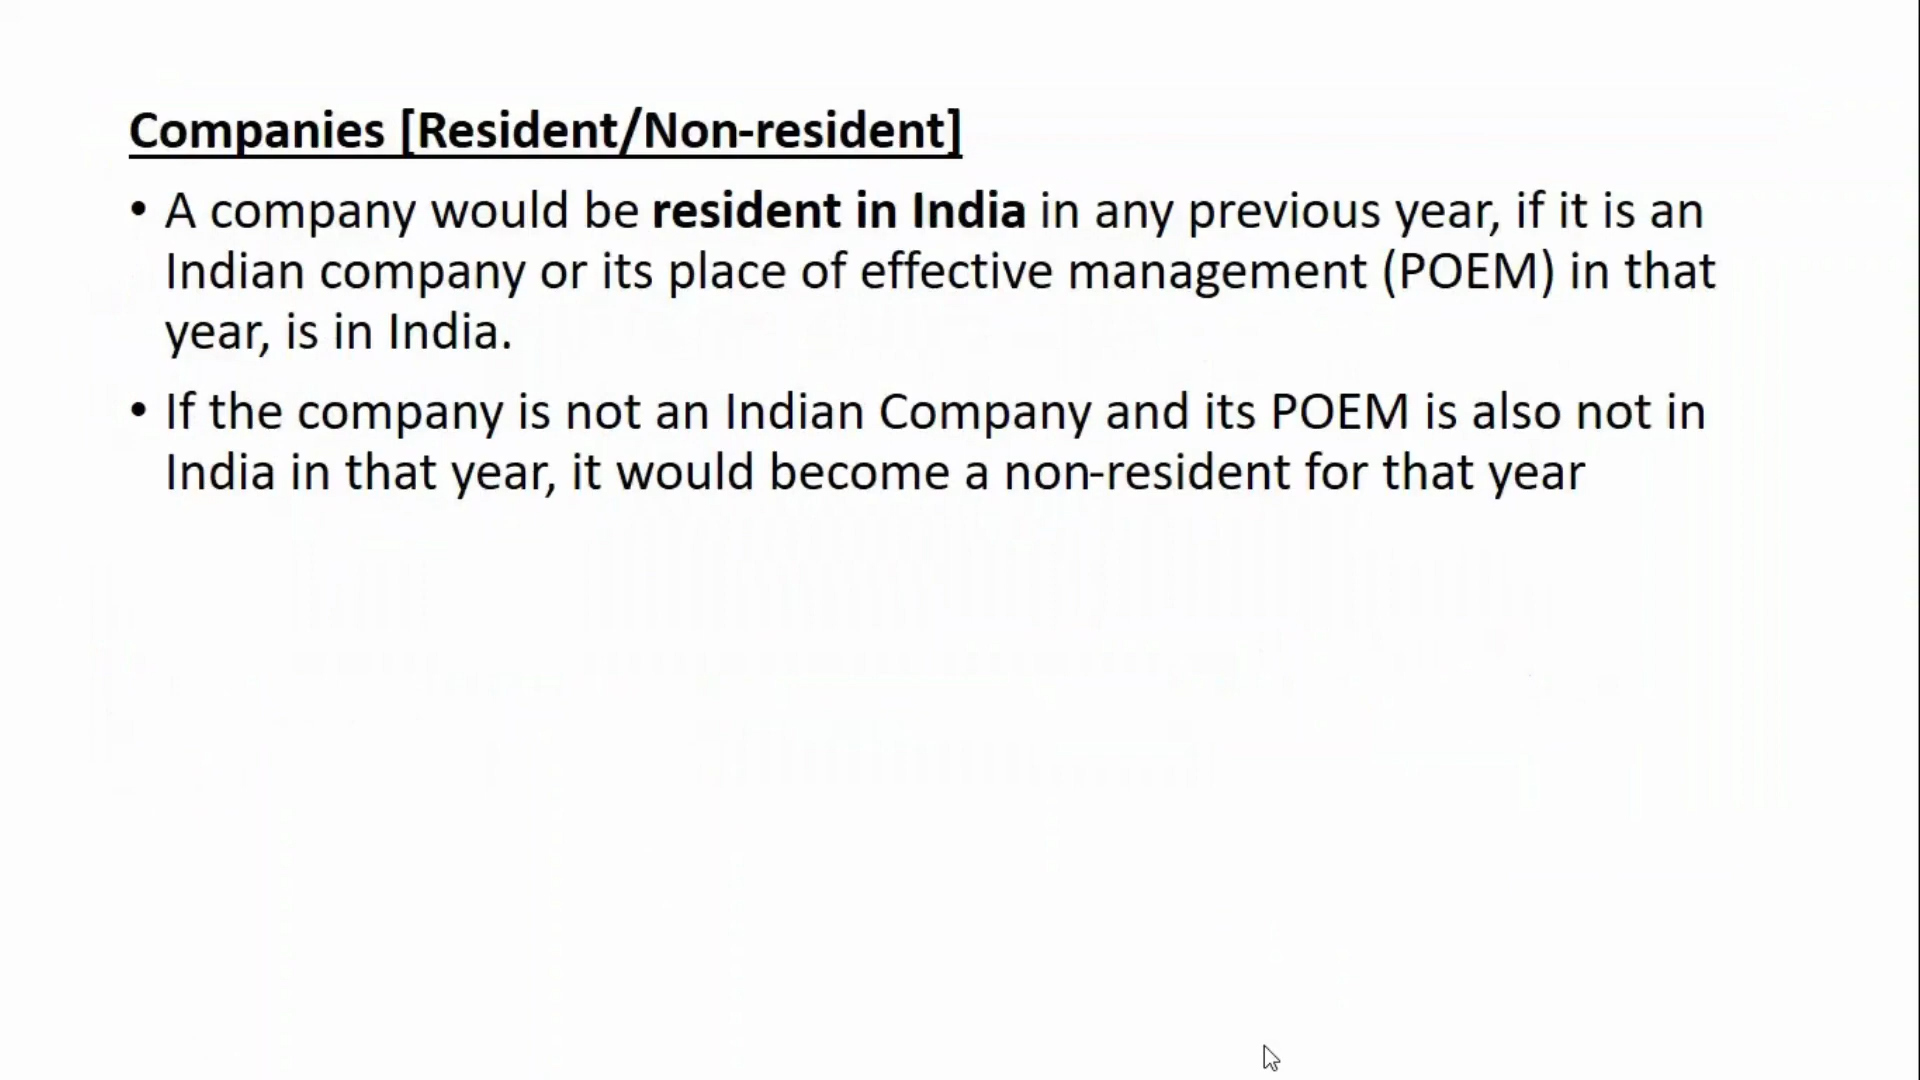 Companies [Resident/Non-resident]
• A company would be resident in India in any previous year, if it is an
Indian company or its place of effective management (POEM) in that
year, is in India.
• If the company is not an Indian Company and its POEM is also not in
India in that year, it would become a non-resident for that year